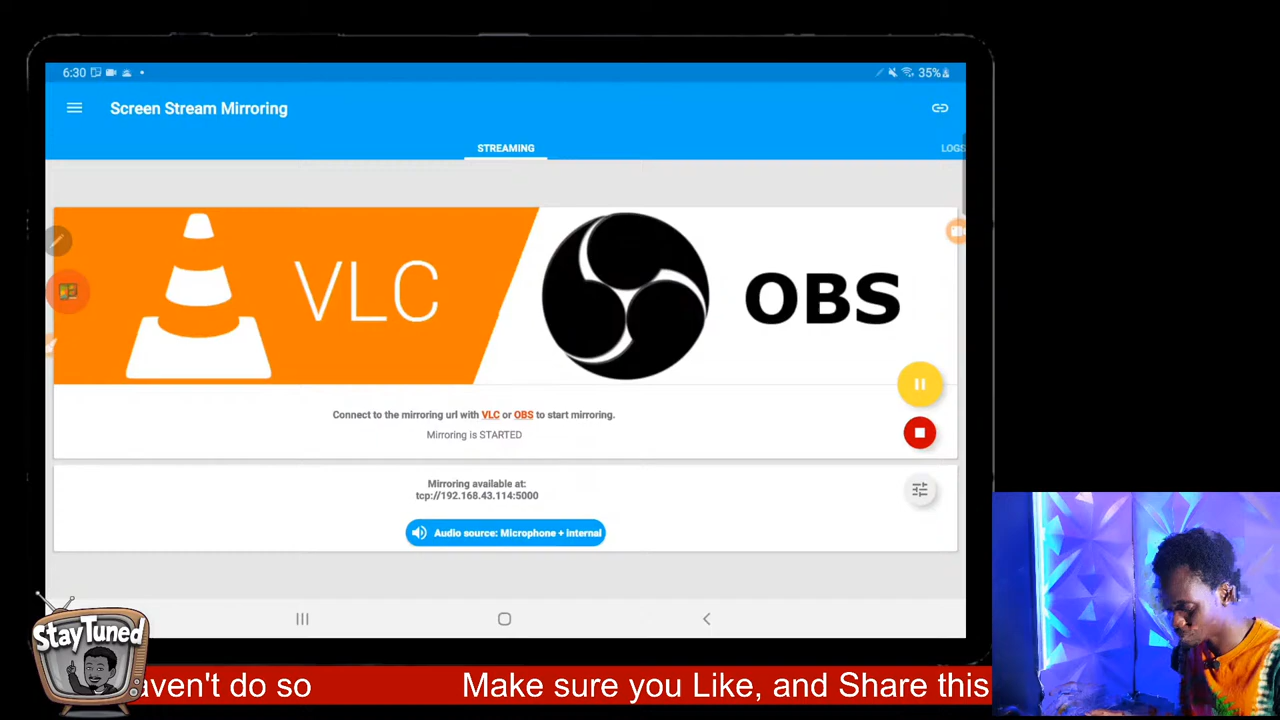 6:30
35%
Screen Stream Mirroring
STREAMING
LOGS
VLC
OBS
Connect to the mirroring url with VLC or OBS to start mirroring.
Mirroring is STARTED
Mirroring available at:
tcp://192.168.43.114:5000
Audio source: Microphone + internal
StayTuned
aven't do so Make sure you Like, and Share this